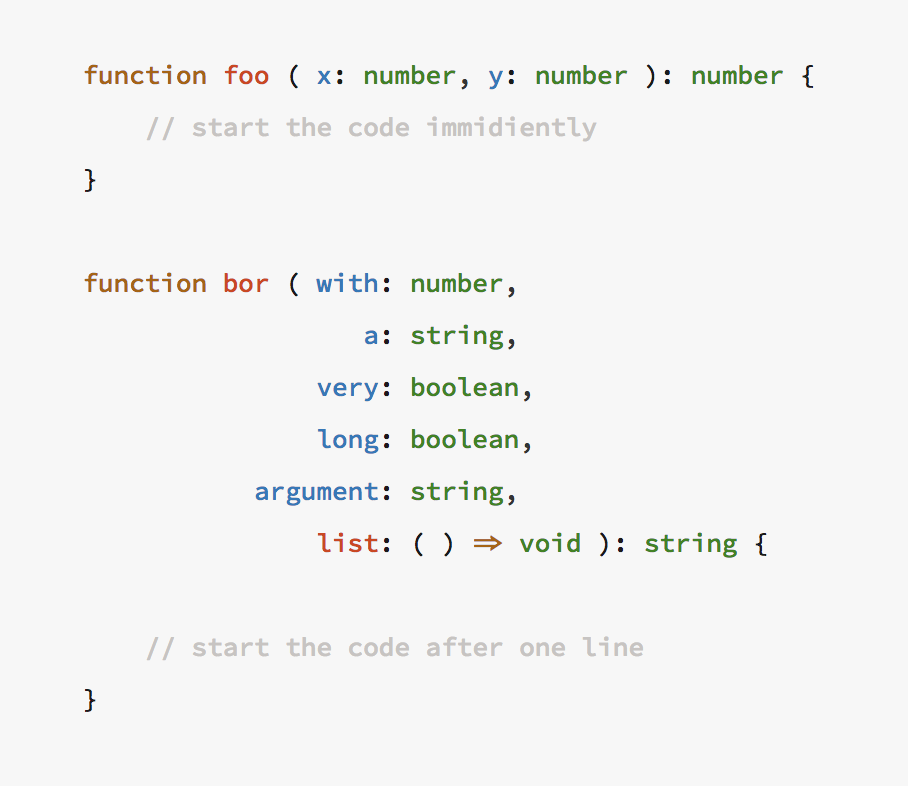 function foo ( x: number, y: number ): number {
// start the code immidiently
}
function bor ( with: number,
a: string,
very: boolean,
long: boolean,
argument: string,
list: ( ) ⇒ void ): string {
// start the code after one line
}